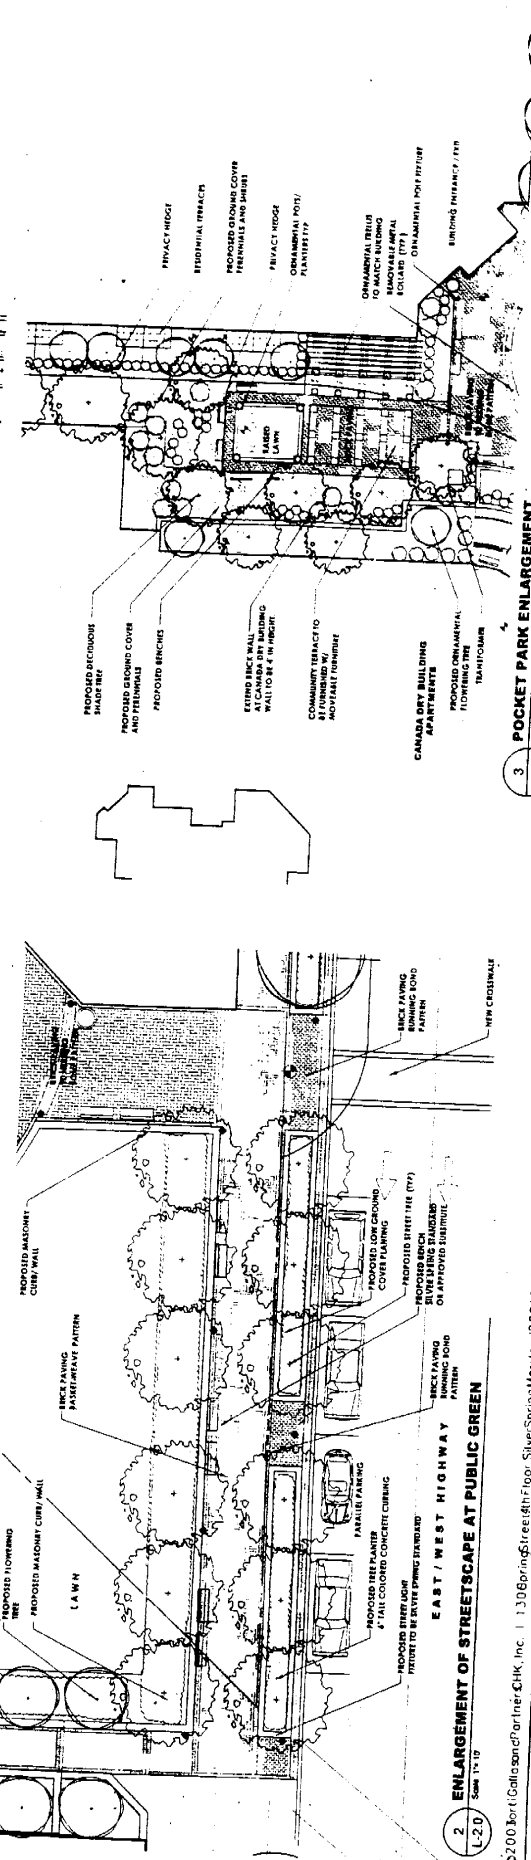 PRIVACY HEDGE
RESIDENTIAL TERRACES
PROPOSED GROUND COVER
PERENNIALS AND SHRUBS
PRIVACY HEDGE
ORNAMENTAL POTS/
PLANTERS TYP
ORNAMENTAL TRELLIS
TO MATCH BUILDING
REMOVABLE METAL
BOLLARD (TYP)
ORNAMENTAL POLE FIXTURE
BUILDING ENTRANCE /
RAISED
LAWN
PROPOSED DECIDUOUS
SHADE TREE
PROPOSED GROUND COVER
AND PERENNIALS
PROPOSED BENCHES
EXTEND BRICK WALL
AT CANADA DRY BUILDING
WALL TO BE 4' IN HEIGHT
COMMUNITY TERRACE TO
BE FURNISHED W/
MOVEABLE FURNITURE
CANADA DRY BUILDING
APARTMENTS
PROPOSED ORNAMENTAL
FLOWERING TREE
TRANSFORMER
3
POCKET PARK ENLARGEMENT
PROPOSED MASONRY
CURB/ WALL
BRICK PAVING
BASKETWEAVE PATTERN
PROPOSED FLOWERING
TREE
PROPOSED MASONRY CURB/ WALL
LAWN
BRICK PAVING
RUNNING BOND
PATTERN
NEW CROSSWALK
PROPOSED LOW GROUND
COVER PLANTING
PROPOSED STREET TREE (TYP)
PROPOSED BENCH
SILVER SPRING STANDARD
OR APPROVED SUBSTITUTE
BRICK PAVING
RUNNING BOND
PATTERN
PARALLEL PARKING
PROPOSED TREE PLANTER
6" TALL COLORED CONCRETE CURBING
PROPOSED STREET LIGHT
FIXTURE TO BE SILVER SPRING STANDARD
EAST / WEST HIGHWAY
2
L-2.0
ENLARGEMENT OF STREETSCAPE AT PUBLIC GREEN
Scale 1"= 10'